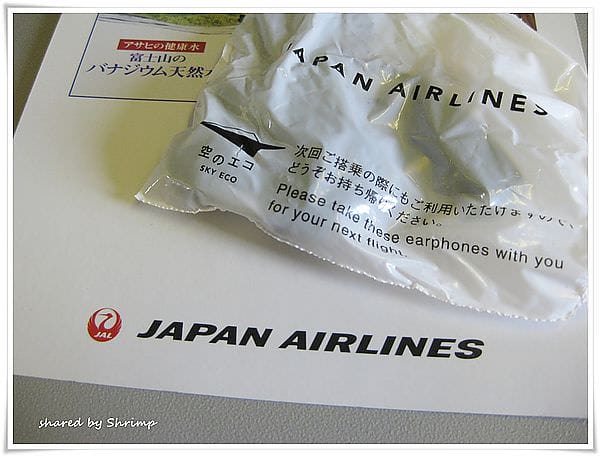 アサヒの健康水
富士山の
バナジウム天然水
JAPAN AIRLINES
空のエコ
SKY ECO
次回ご搭乗の際にもご利用いただけますので、
どうぞお持ち帰りください。
Please take these earphones with you
for your next flight.
JAL
JAPAN AIRLINES
shared by Shrimp